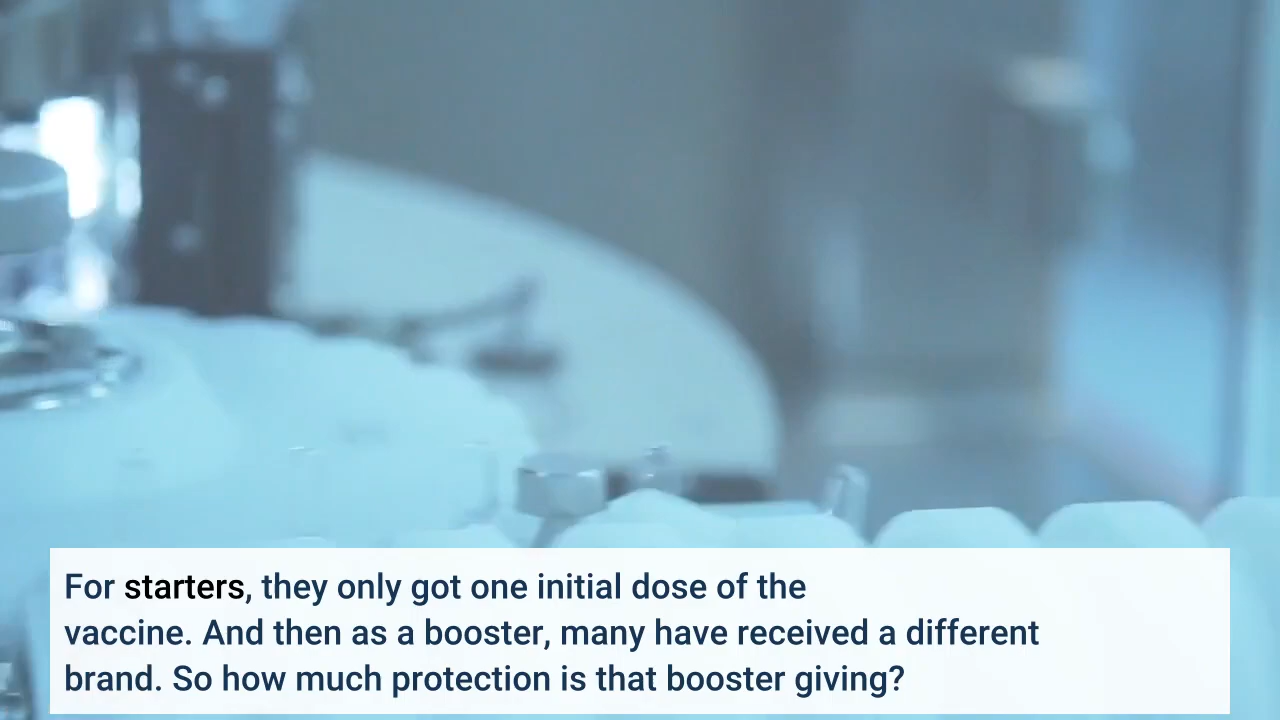 For starters, they only got one initial dose of the
vaccine. And then as a booster, many have received a different
brand. So how much protection is that booster giving?